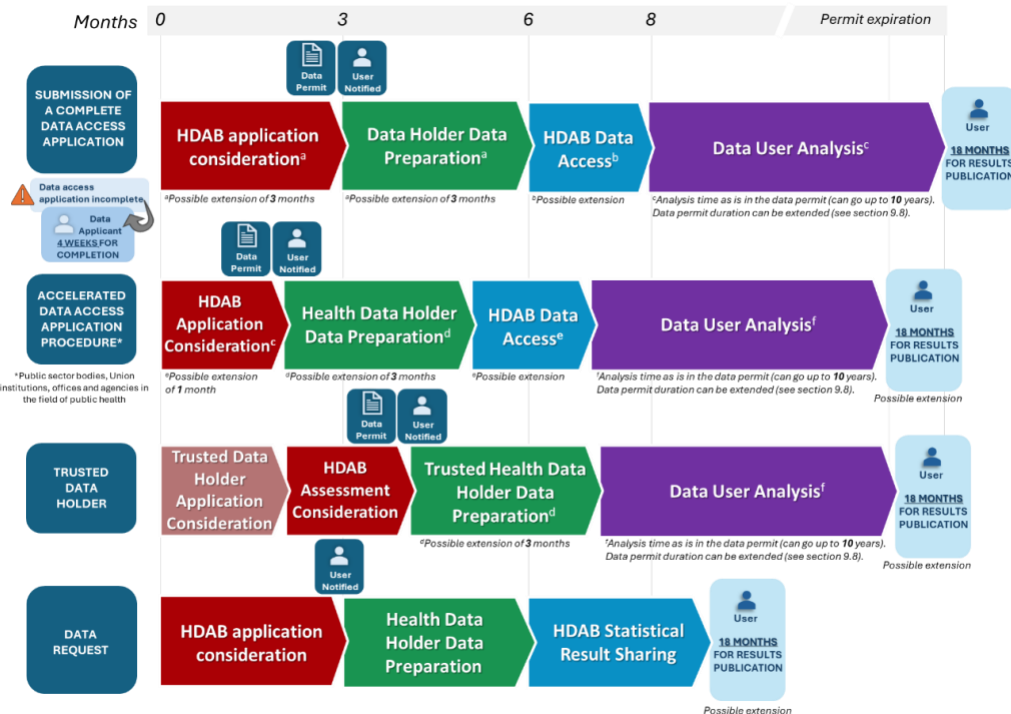 Months 0 3 6 8 Permit expiration
Data
Permit
User
Notified
SUBMISSION OF
A COMPLETE
DATA ACCESS
APPLICATION
HDAB application
considerationᵃ
Data Holder Data
Preparationᵃ
HDAB Data
Accessᵇ
Data User Analysisᶜ
User
18 MONTHS
FOR RESULTS
PUBLICATION
ᵃPossible extension of 3 months
ᵃPossible extension of 3 months
ᵇPossible extension
ᶜAnalysis time as is in the data permit (can go up to 10 years).
Data permit duration can be extended (see section 9.8).
Data access
application incomplete
Data
Applicant
4 WEEKS FOR
COMPLETION
Data
Permit
User
Notified
ACCELERATED
DATA ACCESS
APPLICATION
PROCEDURE*
HDAB
Application
Considerationᶜ
Health Data Holder
Data Preparationᵈ
HDAB Data
Accessᵉ
Data User Analysisᶠ
User
18 MONTHS
FOR RESULTS
PUBLICATION
Possible extension
*Public sector bodies, Union
institutions, offices and agencies in
the field of public health
ᵉPossible extension
of 1 month
ᵈPossible extension of 3 months
ᵉPossible extension
ᶠAnalysis time as is in the data permit (can go up to 10 years).
Data permit duration can be extended (see section 9.8).
Data
Permit
User
Notified
TRUSTED
DATA
HOLDER
Trusted Data
Holder
Application
Consideration
HDAB
Assessment
Consideration
Trusted Health Data
Holder Data
Preparationᵈ
Data User Analysisᶠ
User
18 MONTHS
FOR RESULTS
PUBLICATION
Possible extension
ᵈPossible extension of 3 months
ᶠAnalysis time as is in the data permit (can go up to 10 years).
Data permit duration can be extended (see section 9.8).
User
Notified
DATA
REQUEST
HDAB application
consideration
Health Data
Holder Data
Preparation
HDAB Statistical
Result Sharing
User
18 MONTHS
FOR RESULTS
PUBLICATION
Possible extension